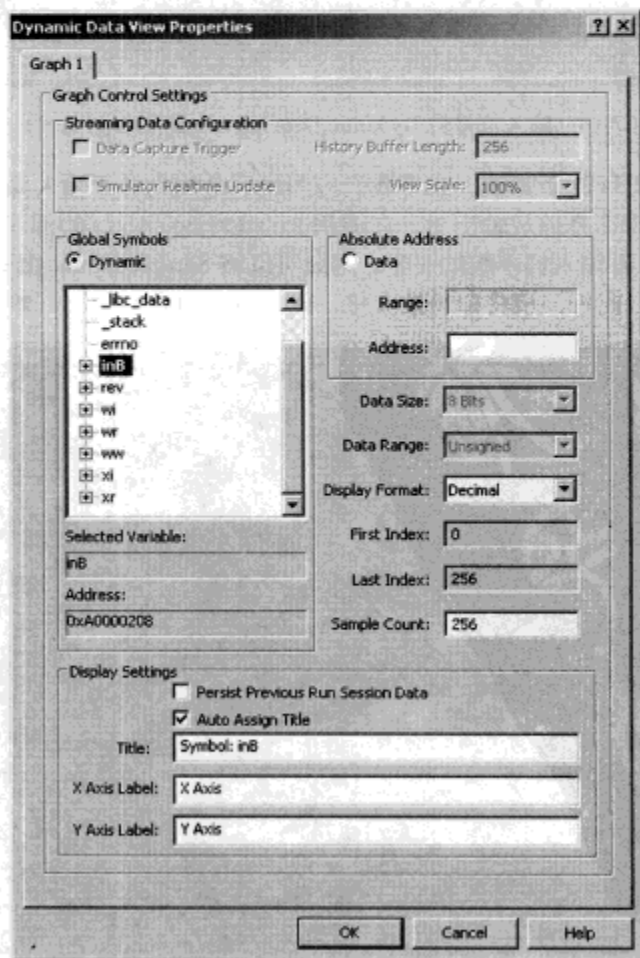 Dynamic Data View Properties
Graph 1
Graph Control Settings
Streaming Data Configuration
Data Capture Trigger History Buffer Length: 256
Simulator Realtime Update View Scale: 100%
Global Symbols Absolute Address
Dynamic Data
_libc_data
Range:
_stack
errno
Address:
inB
rev
Data Size: 8 Bits
wi
wr
Data Range: Unsigned
ww
xi
Display Format: Decimal
xr
Selected Variable:
First Index: 0
inB
Last Index: 256
Address:
0xA0000208
Sample Count: 256
Display Settings
Persist Previous Run Session Data
Auto Assign Title
Title: Symbol: inB
X Axis Label: X Axis
Y Axis Label: Y Axis
OK Cancel Help